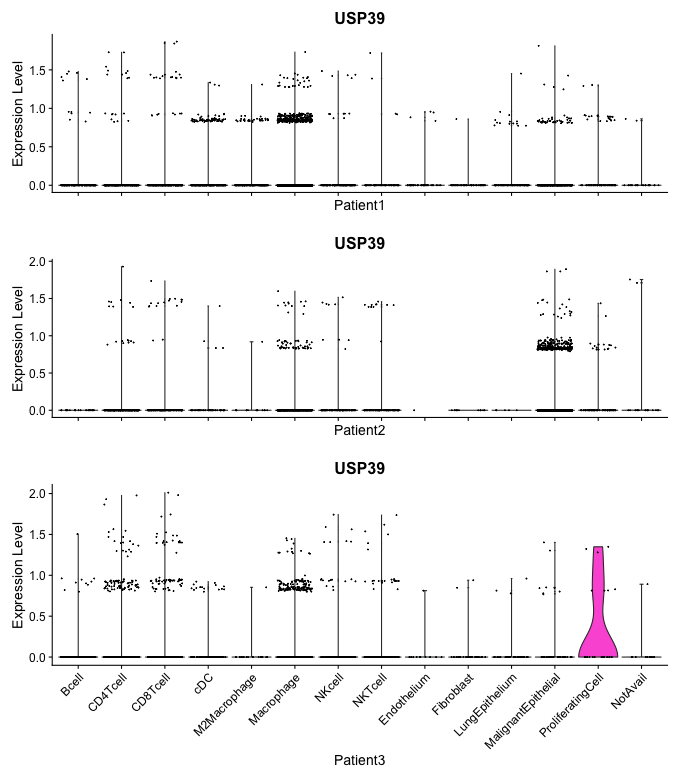 USP39
Expression Level
1.5
1.0
0.5
0.0
Patient1
USP39
Expression Level
2.0
1.5
1.0
0.5
0.0
Patient2
USP39
Expression Level
2.0
1.5
1.0
0.5
0.0
Bcell
CD4Tcell
CD8Tcell
cDC
M2Macrophage
Macrophage
NKcell
NKTcell
Endothelium
Fibroblast
LungEpithelium
MalignantEpithelial
ProliferatingCell
NotAvail
Patient3